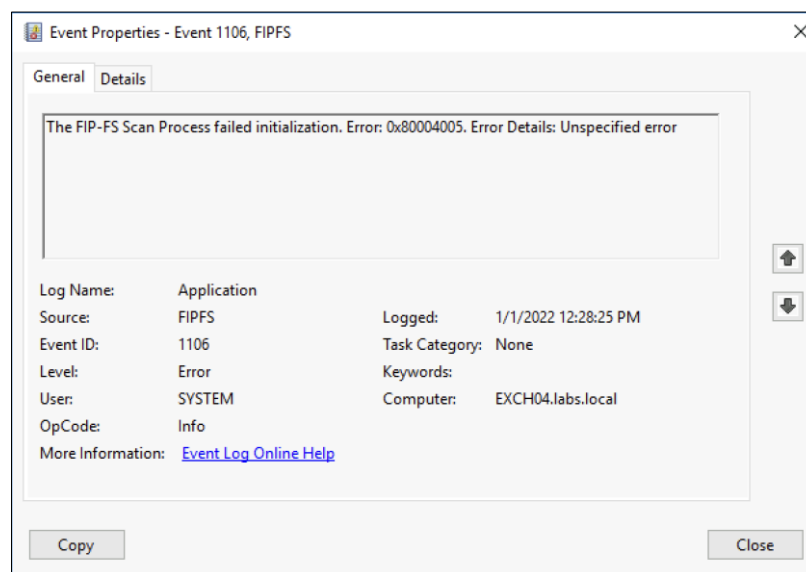 Event Properties - Event 1106, FIPFS
General Details
The FIP-FS Scan Process failed initialization. Error: 0x80004005. Error Details: Unspecified error
Log Name: Application
Source: FIPFS Logged: 1/1/2022 12:28:25 PM
Event ID: 1106 Task Category: None
Level: Error Keywords:
User: SYSTEM Computer: EXCH04.labs.local
OpCode: Info
More Information: Event Log Online Help
Copy Close